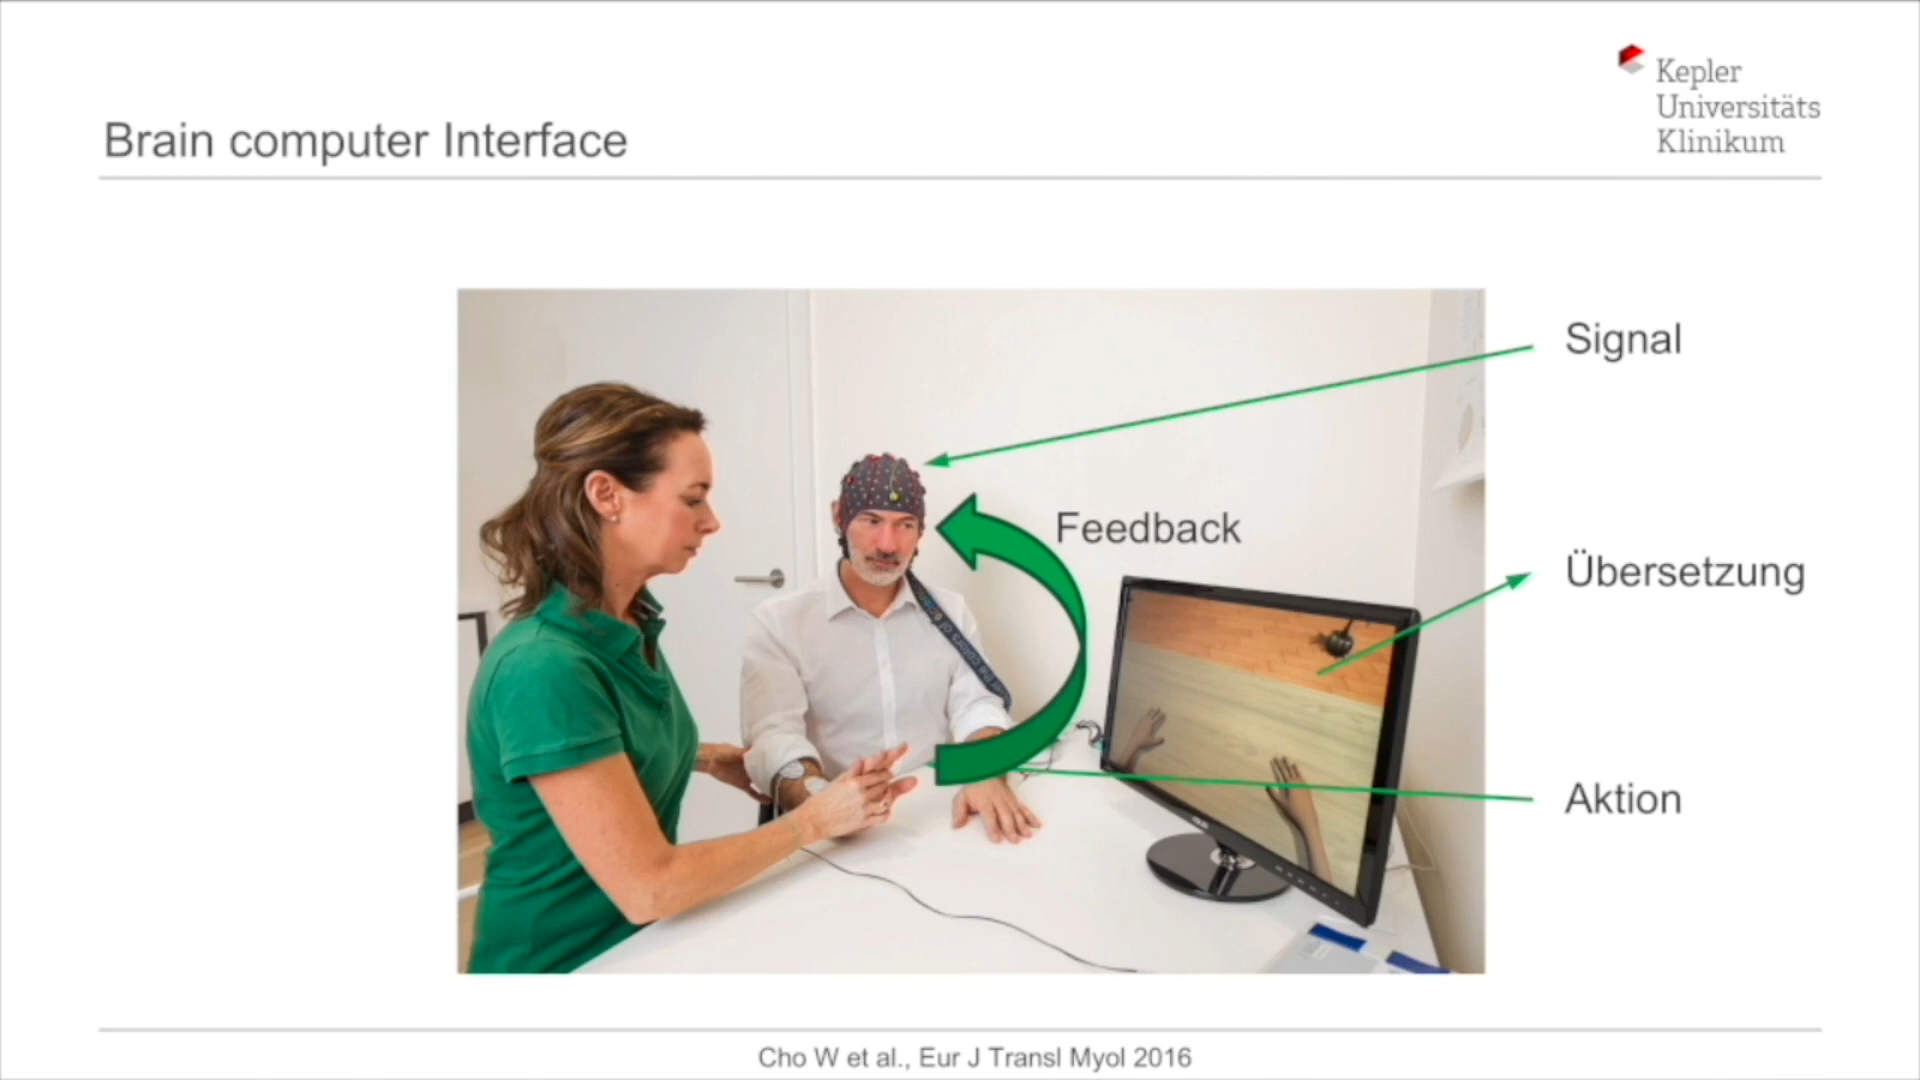 Kepler
Universitäts
Klinikum
Brain computer Interface
Signal
Feedback
Übersetzung
Aktion
Cho W et al., Eur J Transl Myol 2016